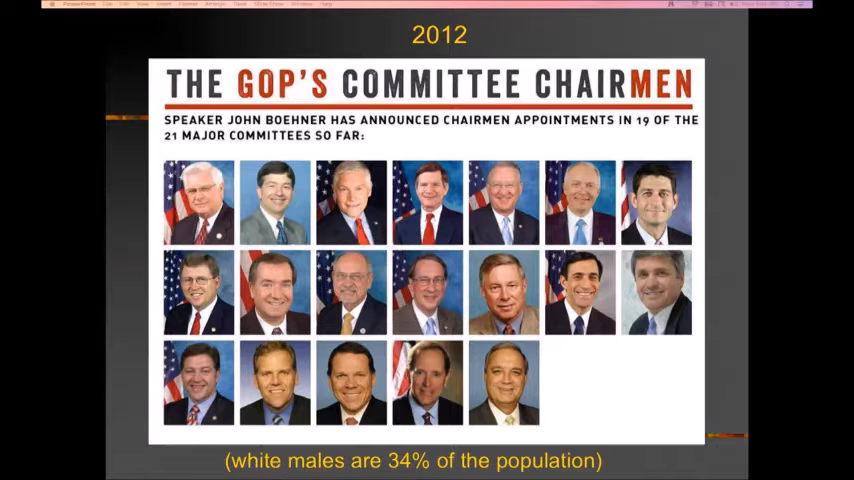 2012
THE GOP'S COMMITTEE CHAIRMEN
SPEAKER JOHN BOEHNER HAS ANNOUNCED CHAIRMEN APPOINTMENTS IN 19 OF THE
21 MAJOR COMMITTEES SO FAR:
(white males are 34% of the population)